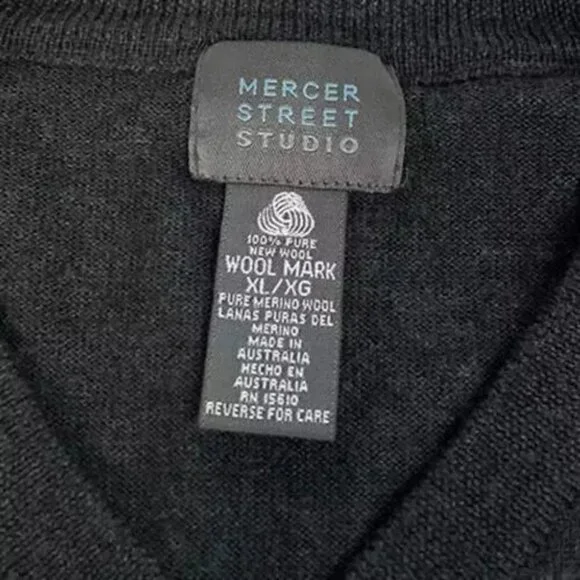 MERCER
STREET
STUDIO
100% PURE
NEW WOOL
WOOL MARK
XL/XG
PURE MERINO WOOL
LANAS PURAS DEL
MERINO
MADE IN
AUSTRALIA
HECHO EN
AUSTRALIA
RN 15610
REVERSE FOR CARE